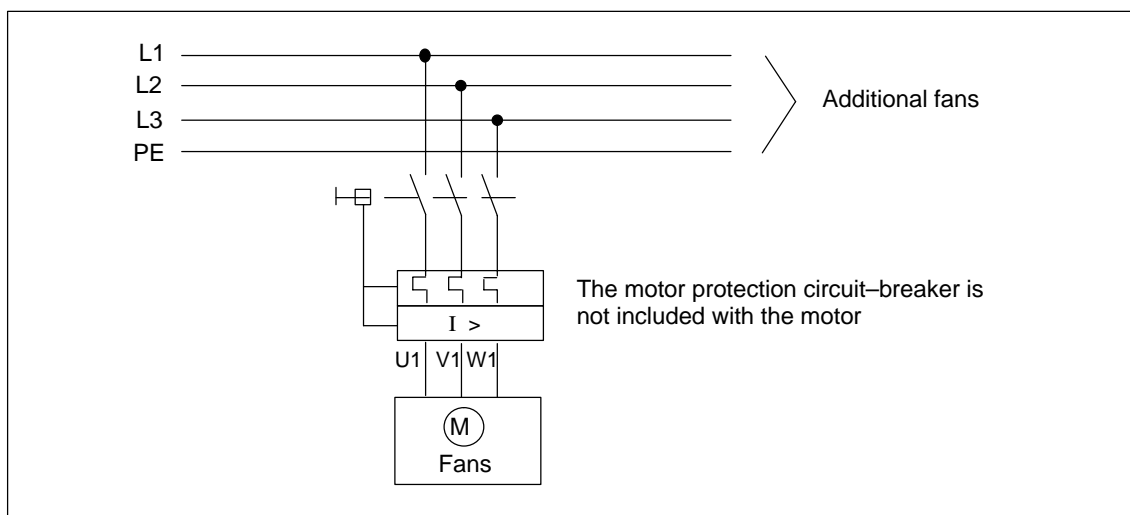 L1
L2
L3
PE
Additional fans
The motor protection circuit–breaker is
not included with the motor
I >
U1 V1 W1
M
Fans